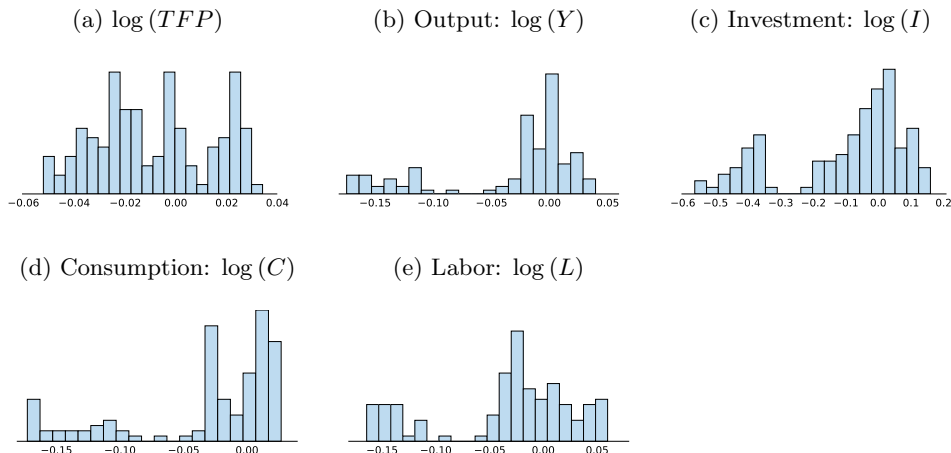 (a) log (TFP)
(b) Output: log (Y)
(c) Investment: log (I)
−0.06 −0.04 −0.02 0.00 0.02 0.04
−0.15 −0.10 −0.05 0.00 0.05
−0.6 −0.5 −0.4 −0.3 −0.2 −0.1 0.0 0.1 0.2
(d) Consumption: log (C)
(e) Labor: log (L)
−0.15 −0.10 −0.05 0.00
−0.15 −0.10 −0.05 0.00 0.05